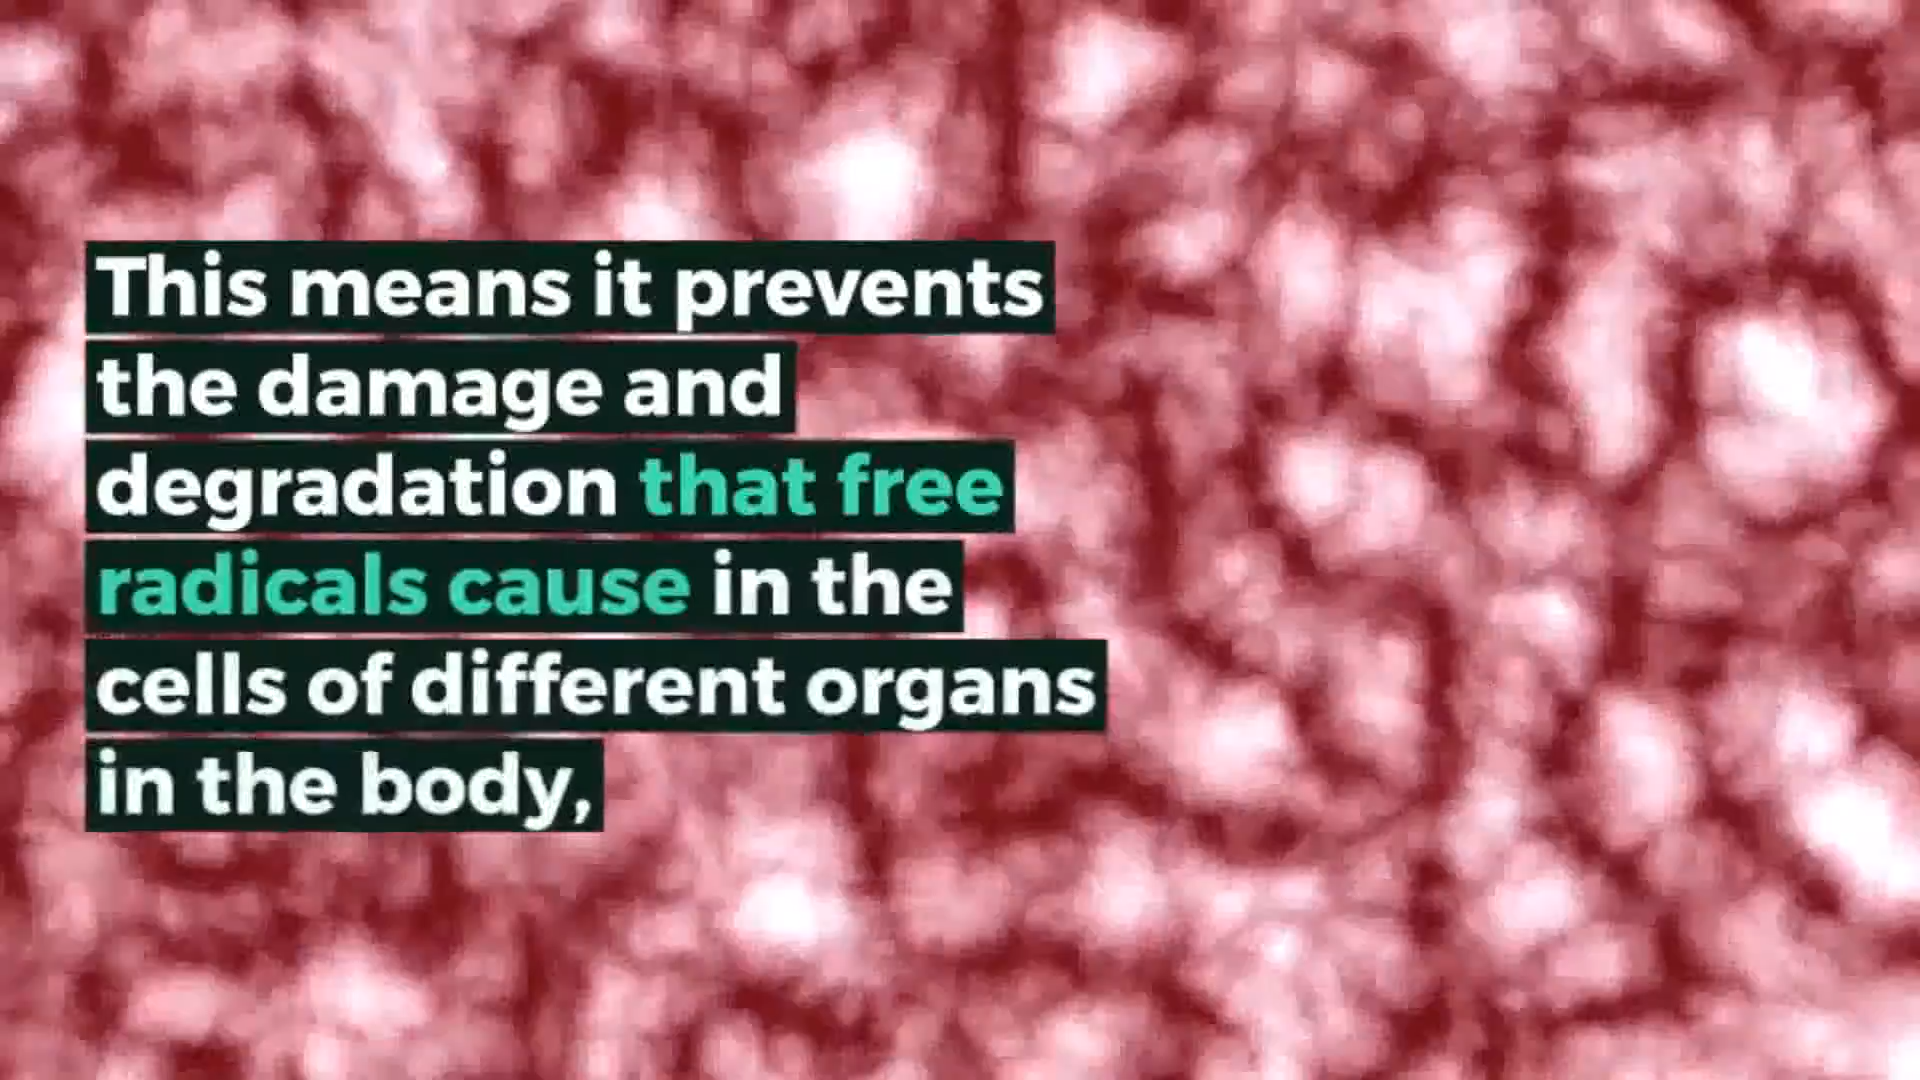 This means it prevents
the damage and
degradation that free
radicals cause in the
cells of different organs
in the body,